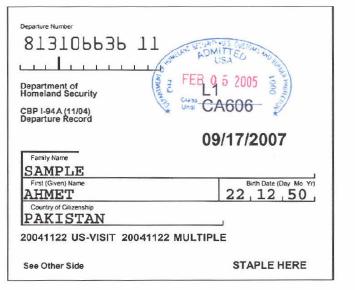 Departure Number
813106636 11
DEPARTMENT OF HOMELAND SECURITY U.S. CUSTOMS AND BORDER PROTECTION
ADMITTED
USA
FEB 05 2005
L1
Class
Until
CA606
Department of
Homeland Security
CBP I-94A (11/04)
Departure Record
09/17/2007
Family Name
SAMPLE
First (Given) Name
Birth Date (Day Mo Yr)
AHMET
22,12,50
Country of Citizenship
PAKISTAN
20041122 US-VISIT 20041122 MULTIPLE
See Other Side
STAPLE HERE